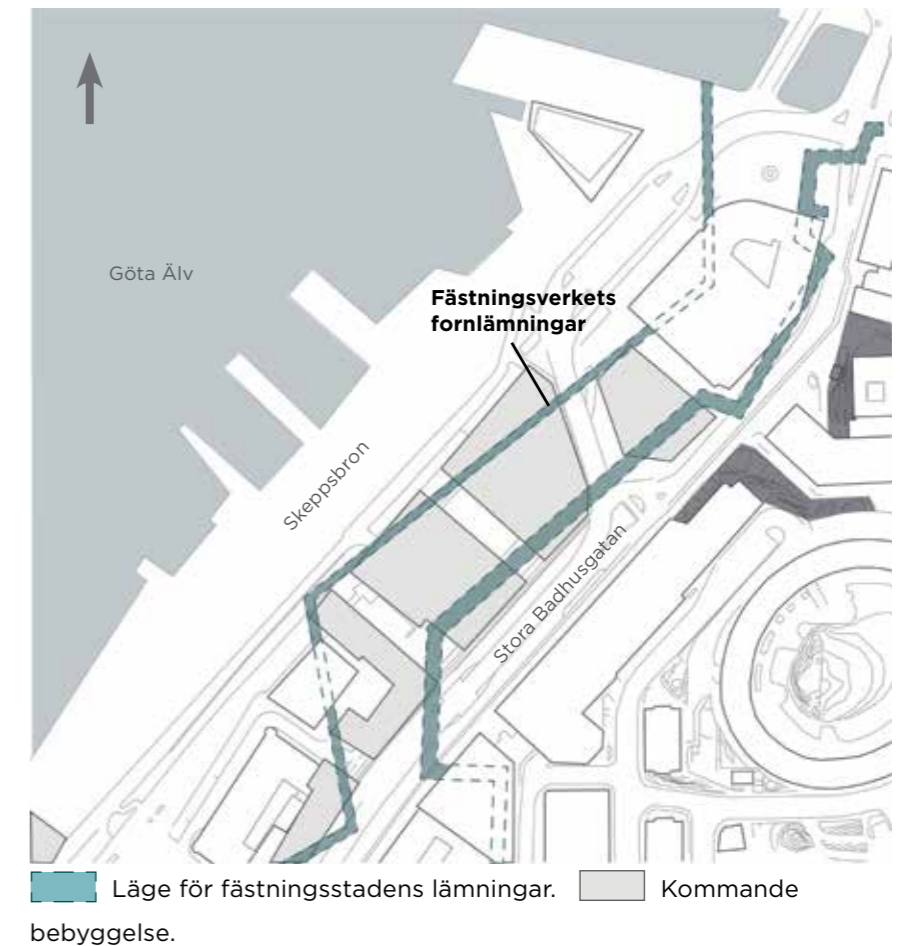 Göta Älv
Fästningsverkets
fornlämningar
Skeppsbron
Stora Badhusgatan
Läge för fästningsstadens lämningar. Kommande
bebyggelse.